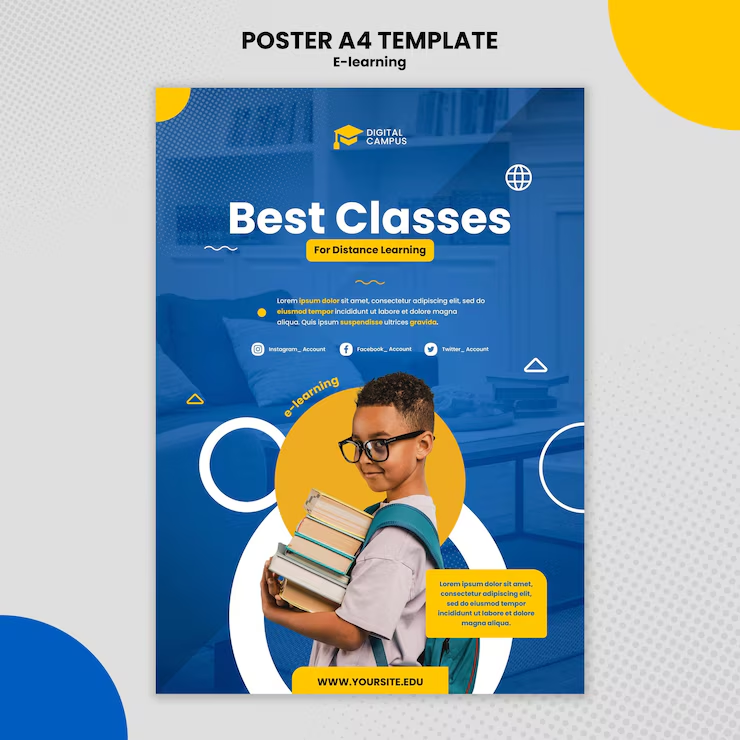 POSTER A4 TEMPLATE
E-learning
DIGITAL
CAMPUS
Best Classes
For Distance Learning
Lorem ipsum dolor sit amet, consectetur adipiscing elit, sed do
eiusmod tempor incididunt ut labore et dolore magna
aliqua. Quis ipsum suspendisse ultrices gravida.
Instagram_ Account
Facebook_ Account
Twitter_ Account
e-learning
Lorem ipsum dolor sit amet,
consectetur adipiscing elit,
sed do eiusmod tempor
incididunt ut labore et dolore
magna aliqua.
WWW.YOURSITE.EDU